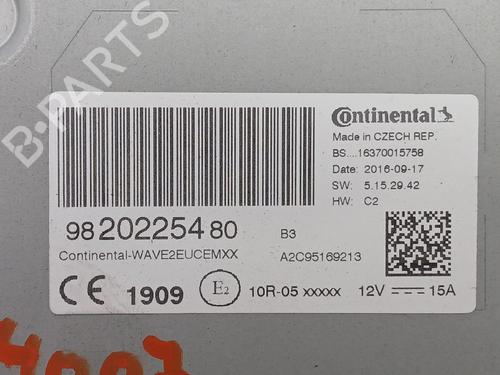 B-PARTS
Continental
Made in CZECH REP.
BS....16370015758
Date: 2016-09-17
SW: 5.15.29.42
HW: C2
98 202254 80
B3
Continental-WAVE2EUCEMXX
A2C95169213
CE 1909 E2 10R-05 xxxxx 12V 15A